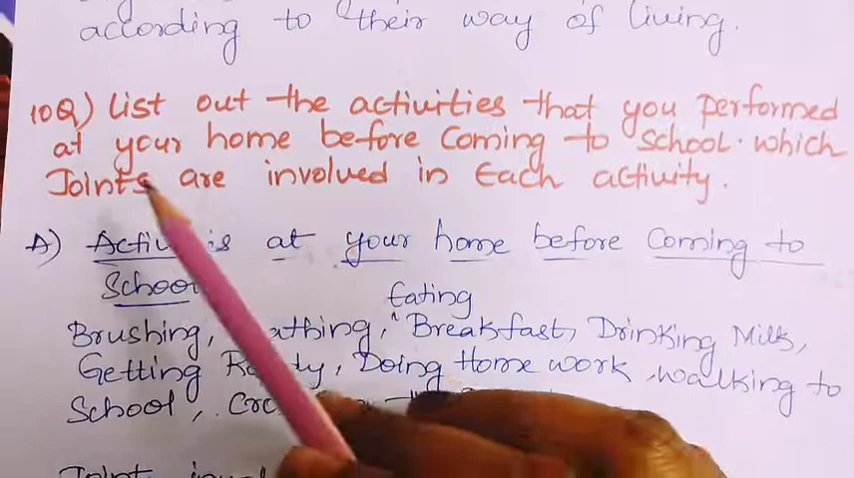 according to their way of living.
10Q) List out the activities that you performed
at your home before Coming to School. which
Joints are involved in Each activity.
A) at your home before Coming to
School
Eating
Brushing, Breakfast, Drinking Milk,
Getting Doing Home work, walking to
School,
Joint